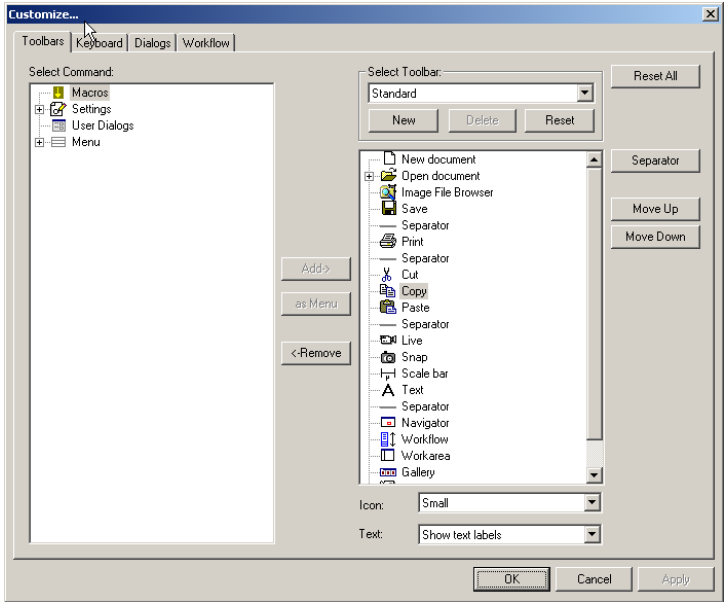 Customize...
Toolbars Keyboard Dialogs Workflow
Select Command:
Macros
Settings
User Dialogs
Menu
Add->
as Menu
<-Remove
Select Toolbar:
Standard
New Delete Reset
New document
Open document
Image File Browser
Save
Separator
Print
Separator
Cut
Copy
Paste
Separator
Live
Snap
Scale bar
Text
Separator
Navigator
Workflow
Workarea
Gallery
Icon: Small
Text: Show text labels
Reset All
Separator
Move Up
Move Down
OK Cancel Apply